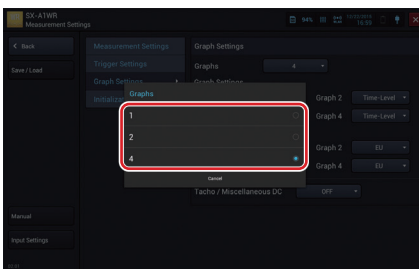 SX-A1WR
Measurement Settings
94%
16:59
Back
Measurement Settings
Graph Settings
Save / Load
Trigger Settings
Graphs
4
Graph Settings
Graph Settings
Graphs
1
2
4
Cancel
Graph 2
Time-Level
Graph 4
Time-Level
Graph 2
EU
Graph 4
EU
Tacho / Miscellaneous DC
OFF
Manual
Input Settings